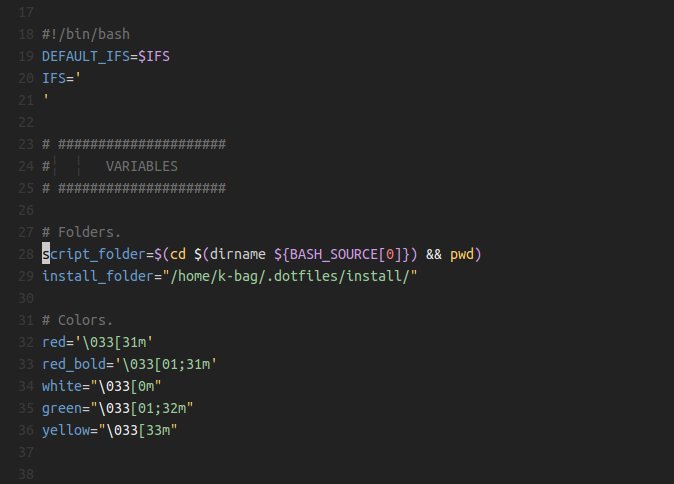 17
18 #!/bin/bash
19 DEFAULT_IFS=$IFS
20 IFS='
21 '
22
23 # #####################
24 #¦  ¦   VARIABLES
25 # #####################
26
27 # Folders.
28 script_folder=$(cd $(dirname ${BASH_SOURCE[0]}) && pwd)
29 install_folder="/home/k-bag/.dotfiles/install/"
30
31 # Colors.
32 red='\033[31m'
33 red_bold='\033[01;31m'
34 white="\033[0m"
35 green="\033[01;32m"
36 yellow="\033[33m"
37
38